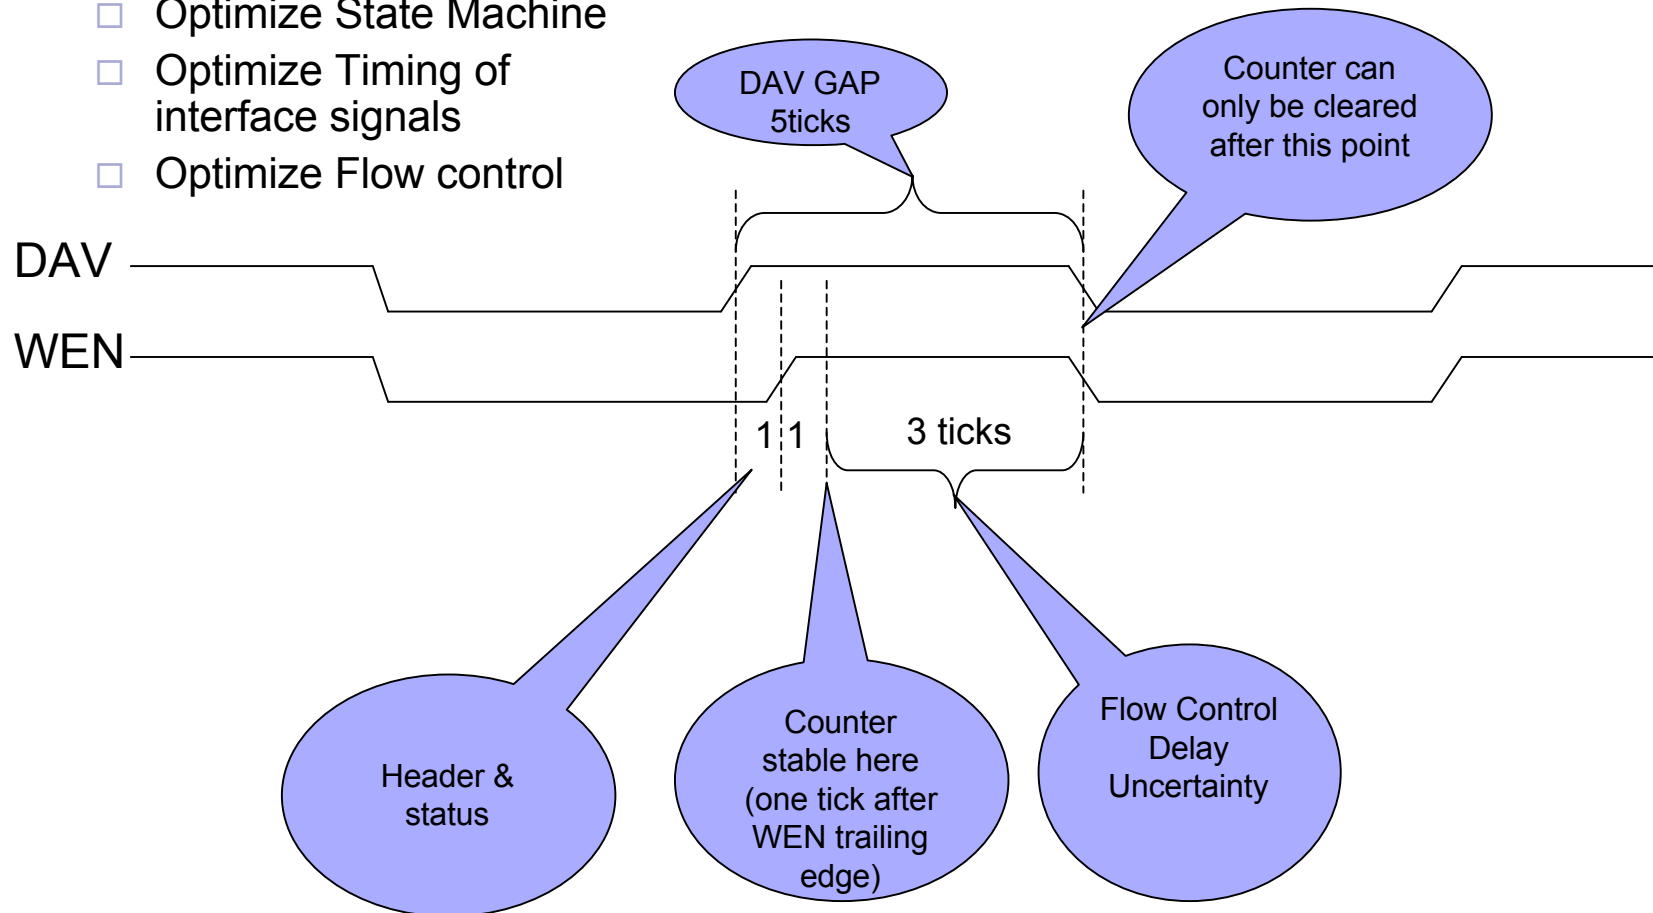 Optimize State Machine
Optimize Timing of
interface signals
Optimize Flow control
DAV GAP
5ticks
Counter can
only be cleared
after this point
DAV
WEN
1 1 3 ticks
Header &
status
Counter
stable here
(one tick after
WEN trailing
edge)
Flow Control
Delay
Uncertainty